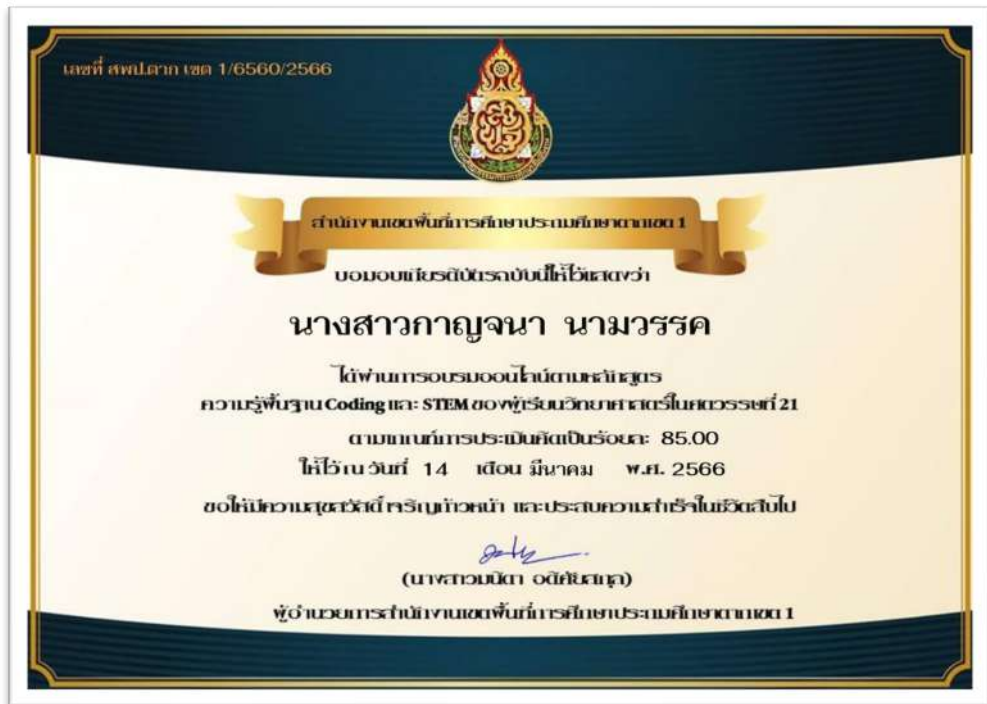 เลขที่ สพป.ตาก เขต 1/6560/2566
สำนักงานเขตพื้นที่การศึกษาประถมศึกษาตากเขต 1
ขอมอบเกียรติบัตรฉบับนี้ให้ไว้แสดงว่า
นางสาวกาญจนา นามวรรค
ได้ผ่านการอบรมออนไลน์ตามหลักสูตร
ความรู้พื้นฐาน Coding และ STEM ของผู้เรียนวิทยาศาสตร์ในศตวรรษที่ 21
ตามเกณฑ์การประเมินคิดเป็นร้อยละ 85.00
ให้ไว้ ณ วันที่ 14 เดือน มีนาคม พ.ศ. 2566
ขอให้มีความสุขสวัสดิ์ เจริญก้าวหน้า และประสบความสำเร็จในชีวิตสืบไป
(นางสาวมนิดา อดิศัยสกุล)
ผู้อำนวยการสำนักงานเขตพื้นที่การศึกษาประถมศึกษาตากเขต 1